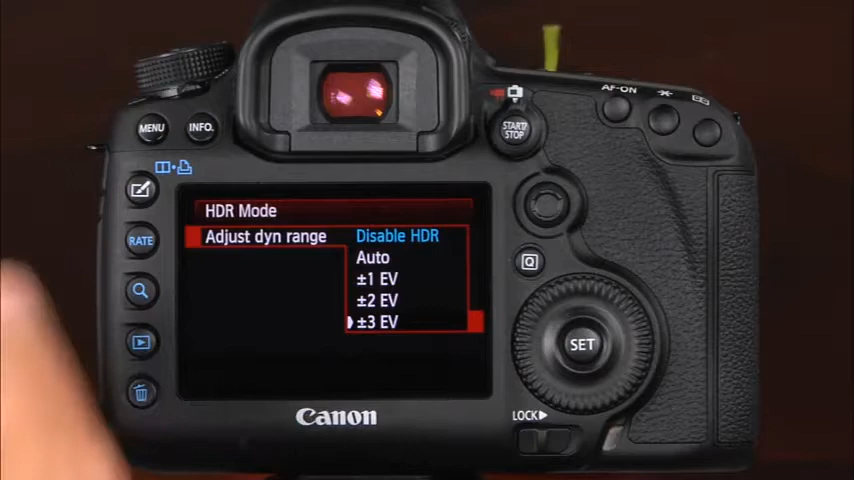 AF-ON
MENU
INFO.
START/
STOP
HDR Mode
RATE
Adjust dyn range
Disable HDR
Auto
±1 EV
±2 EV
±3 EV
Q
SET
Canon
LOCK